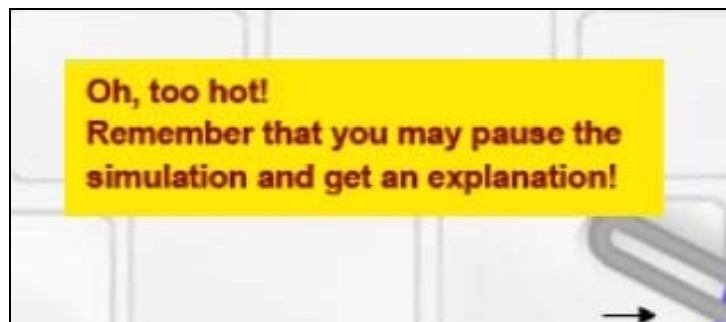 Oh, too hot!
Remember that you may pause the
simulation and get an explanation!